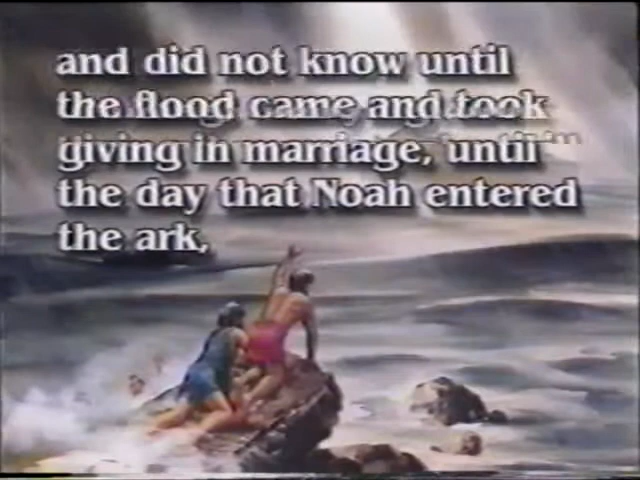 and did not know until
the flood came and took
giving in marriage, until
the day that Noah entered
the ark,